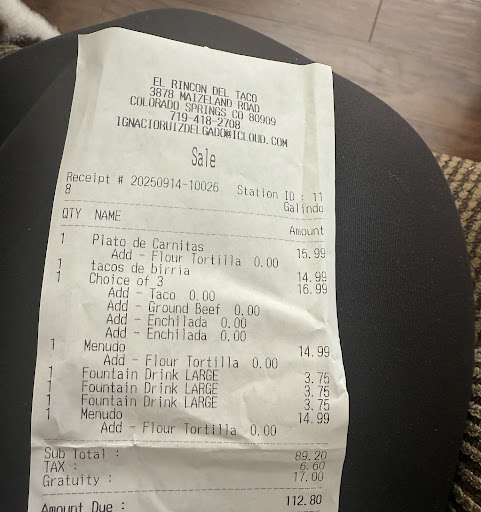 EL RINCON DEL TACO
3878 MAIZELAND ROAD
COLORADO SPRINGS CO 80909
719-418-2708
IGNACIORUIZDELGADO@ICLOUD.COM
Sale
Receipt # 20250914-10026 Station ID : 11
8 Galindo
QTY NAME Amount
1 Plato de Carnitas 15.99
Add - Flour Tortilla 0.00
1 tacos de birria 14.99
1 Choice of 3 16.99
Add - Taco 0.00
Add - Ground Beef 0.00
Add - Enchilada 0.00
Add - Enchilada 0.00
1 Menudo 14.99
Add - Flour Tortilla 0.00
1 Fountain Drink LARGE 3.75
1 Fountain Drink LARGE 3.75
1 Fountain Drink LARGE 3.75
1 Menudo 14.99
Add - Flour Tortilla 0.00
Sub Total : 89.20
TAX : 6.60
Gratuity : 17.00
Amount Due : 112.80